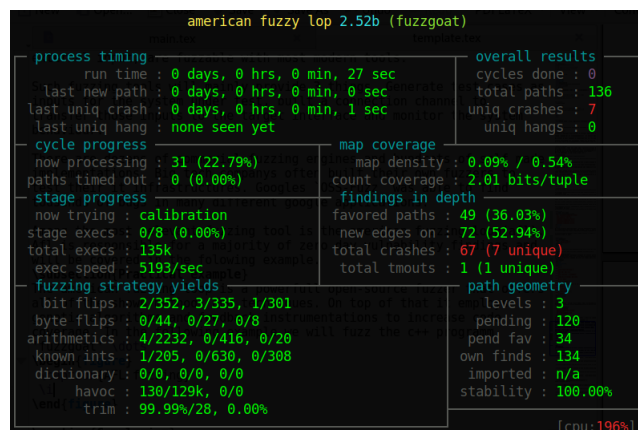 american fuzzy lop 2.52b (fuzzgoat)
process timing overall results
run time : 0 days, 0 hrs, 0 min, 27 sec cycles done : 0
last new path : 0 days, 0 hrs, 0 min, 0 sec total paths : 136
last uniq crash : 0 days, 0 hrs, 0 min, 1 sec uniq crashes : 7
last uniq hang : none seen yet uniq hangs : 0
cycle progress map coverage
now processing : 31 (22.79%) map density : 0.09% / 0.54%
paths timed out : 0 (0.00%) count coverage : 2.01 bits/tuple
stage progress findings in depth
now trying : calibration favored paths : 49 (36.03%)
stage execs : 0/8 (0.00%) new edges on : 72 (52.94%)
total execs : 135k total crashes : 67 (7 unique)
exec speed : 5193/sec total tmouts : 1 (1 unique)
fuzzing strategy yields path geometry
bit flips : 2/352, 3/335, 1/301 levels : 3
byte flips : 0/44, 0/27, 0/8 pending : 120
arithmetics : 4/2232, 0/416, 0/20 pend fav : 34
known ints : 1/205, 0/630, 0/308 own finds : 134
dictionary : 0/0, 0/0, 0/0 imported : n/a
havoc : 130/129k, 0/0 stability : 100.00%
trim : 99.99%/28, 0.00%
[cpu:196%]